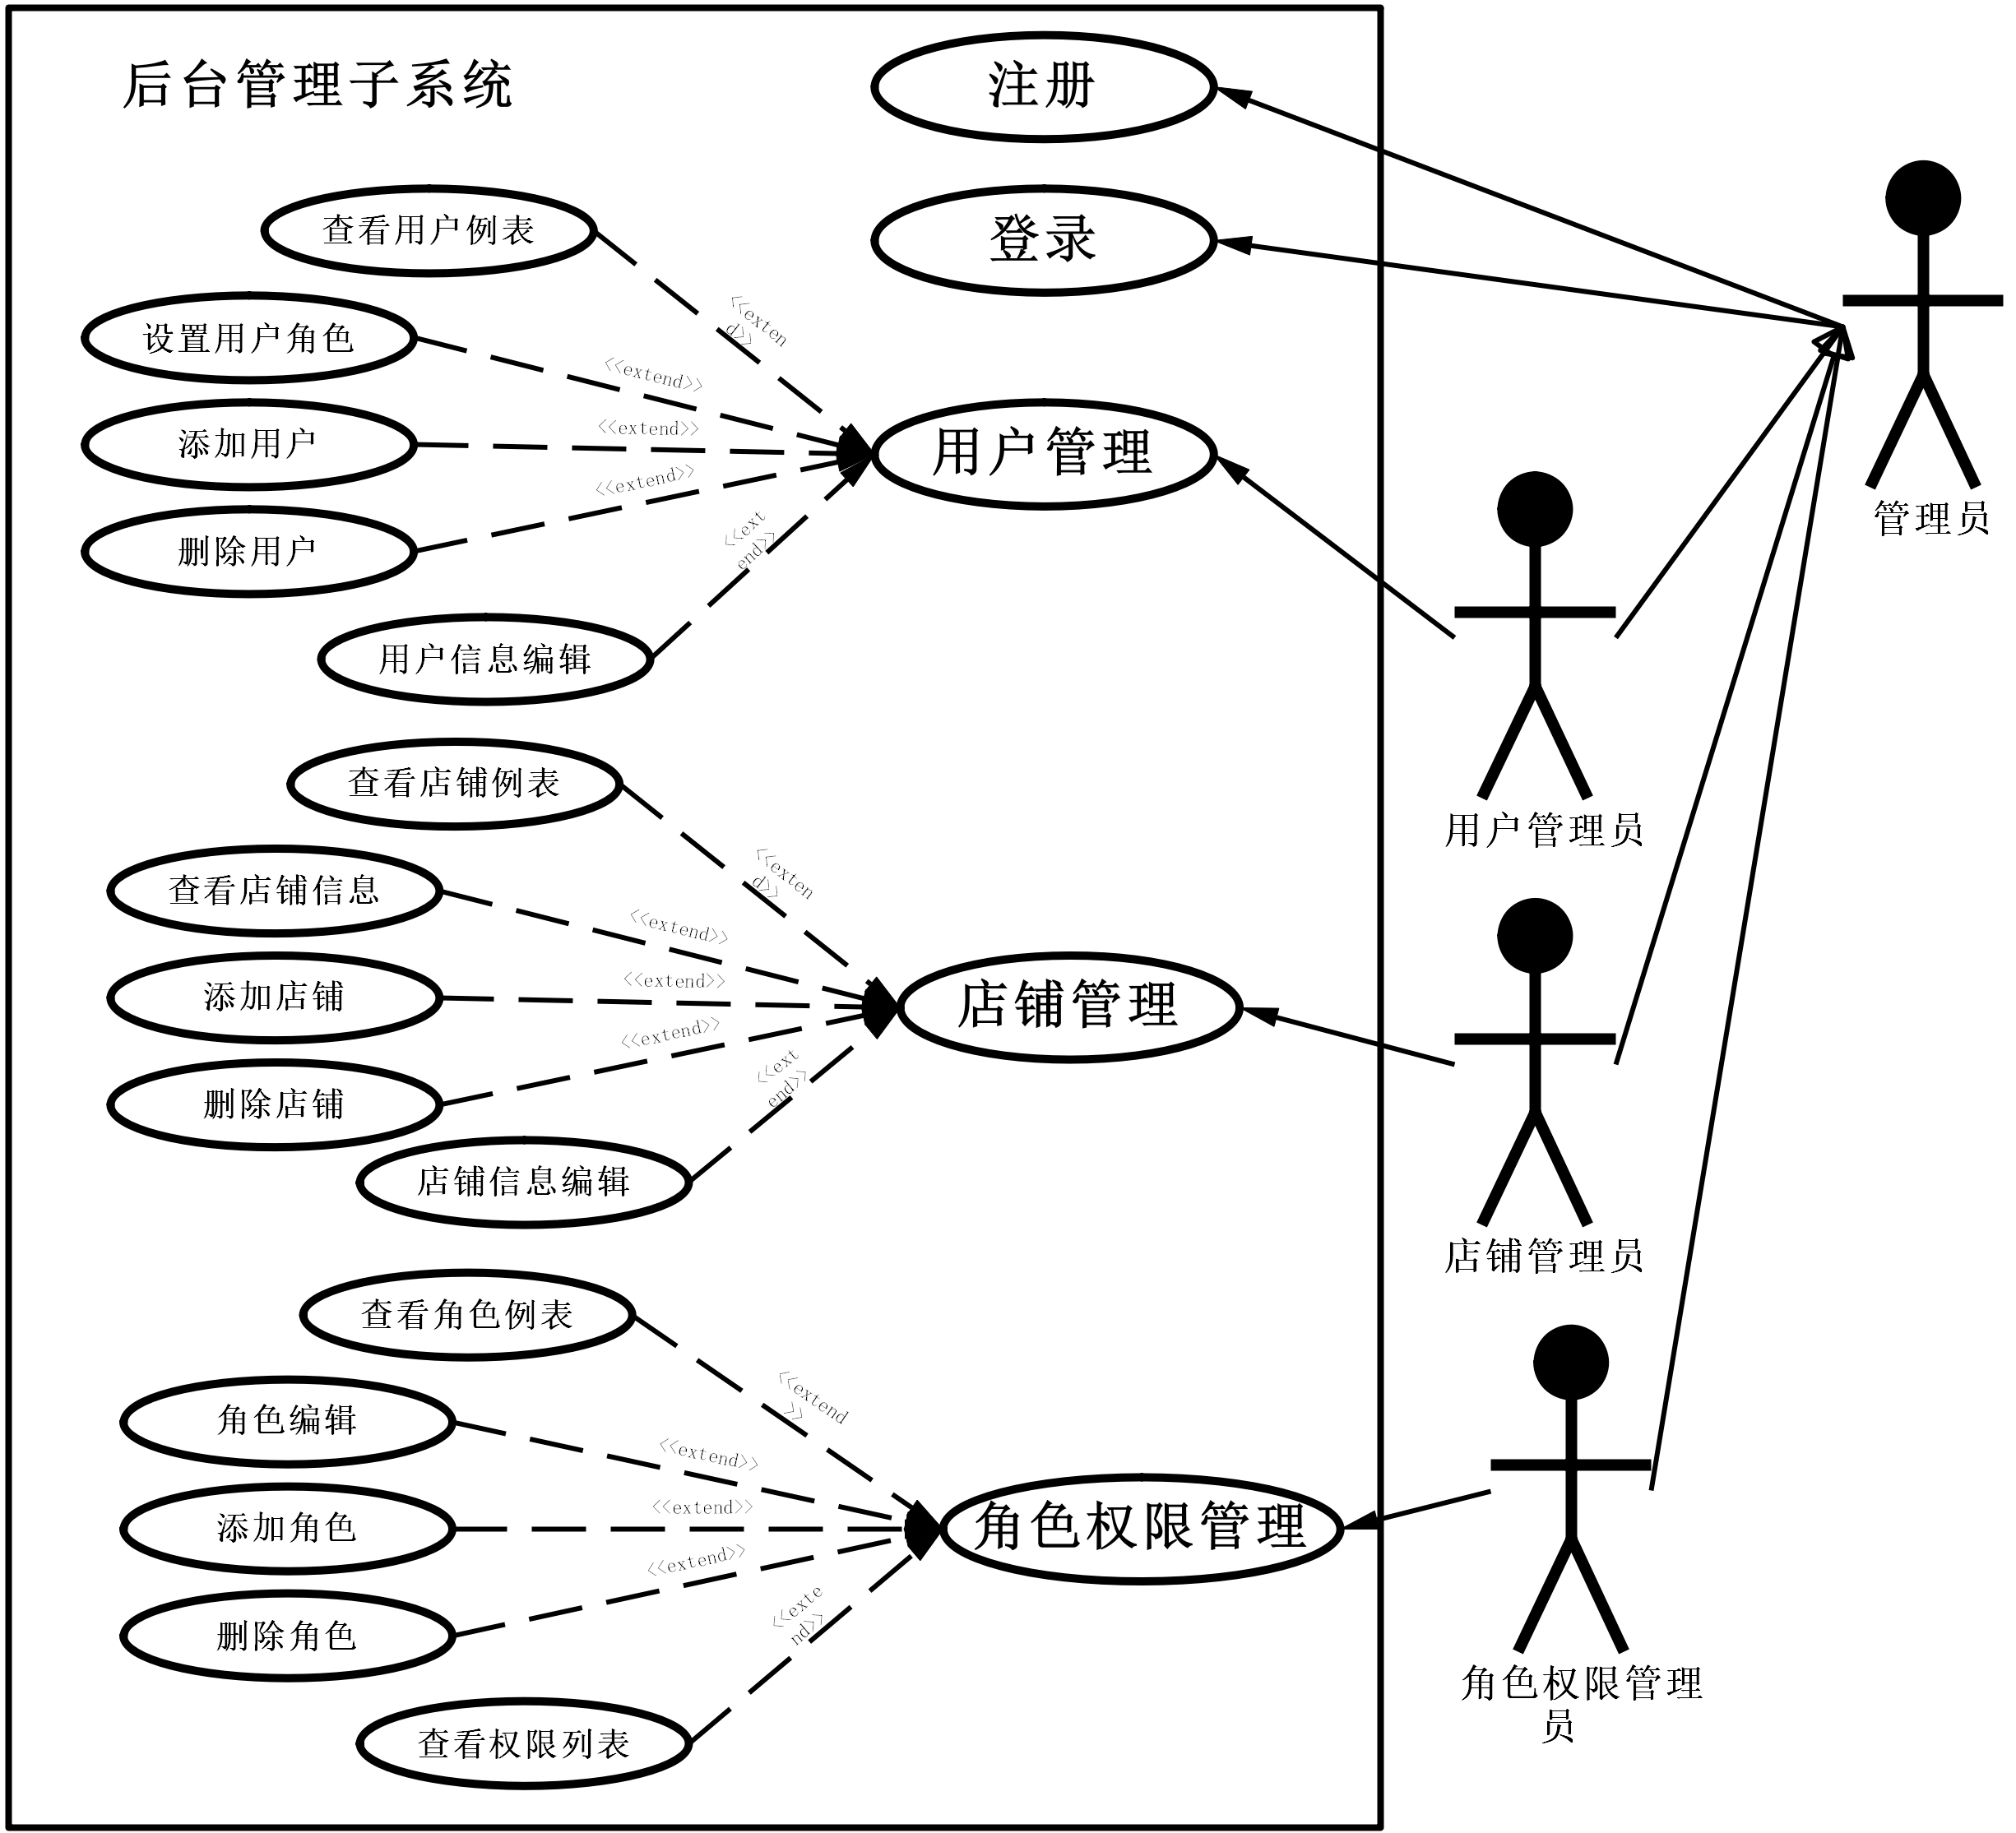 后台管理子系统
注册
登录
查看用户例表
设置用户角色
添加用户
删除用户
用户信息编辑
<<exten
d>>
<<extend>>
<<extend>>
<<extend>>
<<ext
end>>
用户管理
查看店铺例表
查看店铺信息
添加店铺
删除店铺
店铺信息编辑
<<exten
d>>
<<extend>>
<<extend>>
<<extend>>
<<ext
end>>
店铺管理
查看角色例表
角色编辑
添加角色
删除角色
查看权限列表
<<extend
>>
<<extend>>
<<extend>>
<<extend>>
<<exte
nd>>
角色权限管理
管理员
用户管理员
店铺管理员
角色权限管理
员